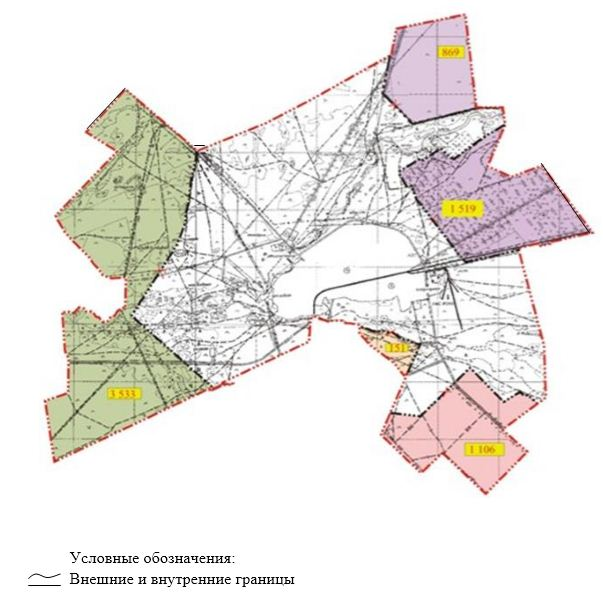 869
1 519
151
3 533
1 106
Условные обозначения:
Внешние и внутренние границы